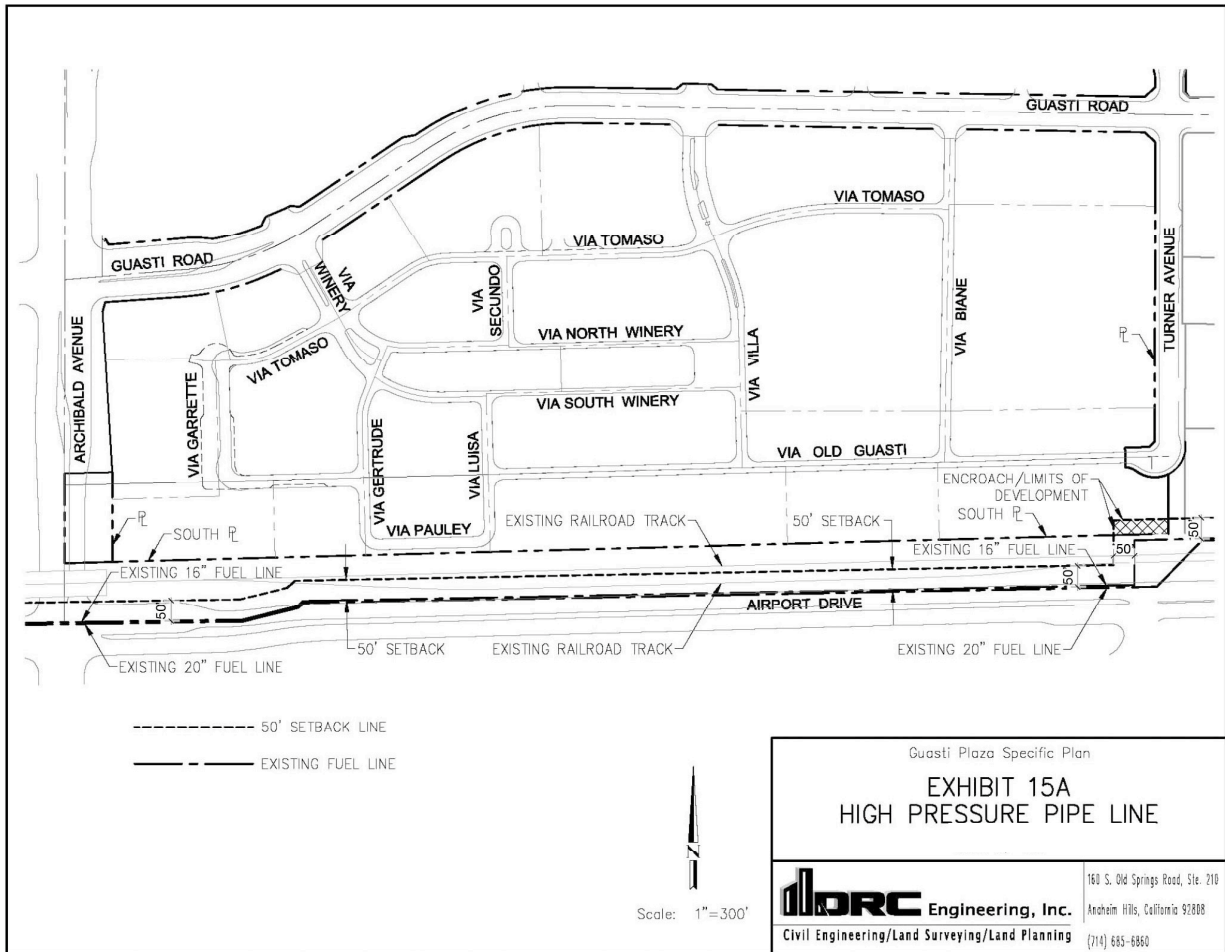 GUASTI ROAD
VIA TOMASO
VIA TOMASO
GUASTI ROAD
VIA
WINERY
VIA
SECUNDO
VIA NORTH WINERY
VIA BIANE
TURNER AVENUE
PL
VIA TOMASO
VIA VILLA
ARCHIBALD AVENUE
VIA GARRETTE
VIA SOUTH WINERY
VIA GERTRUDE
VIA LUISA
VIA OLD GUASTI
ENCROACH/LIMITS OF
DEVELOPMENT
PL
SOUTH PL
VIA PAULEY
EXISTING RAILROAD TRACK
50' SETBACK
SOUTH PL
50'
EXISTING 16" FUEL LINE
EXISTING 16" FUEL LINE
50'
50'
50'
AIRPORT DRIVE
EXISTING 20" FUEL LINE
50' SETBACK
EXISTING RAILROAD TRACK
EXISTING 20" FUEL LINE
50' SETBACK LINE
EXISTING FUEL LINE
N
Scale: 1"=300'
Guasti Plaza Specific Plan
EXHIBIT 15A
HIGH PRESSURE PIPE LINE
DRC Engineering, Inc.
Civil Engineering/Land Surveying/Land Planning
160 S. Old Springs Road, Ste. 210
Anaheim Hills, California 92808
(714) 685-6860